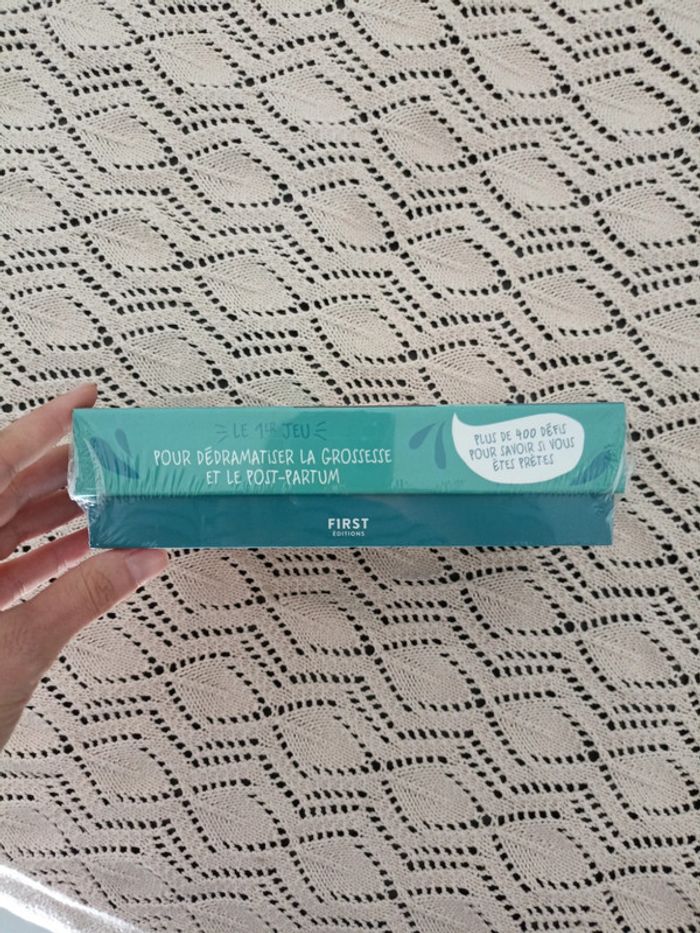 LE 1ER JEU
POUR DÉDRAMATISER LA GROSSESSE
ET LE POST-PARTUM
PLUS DE 400 DÉFIS
POUR SAVOIR SI VOUS
ÊTES PRÊTES
FIRST
ÉDITIONS